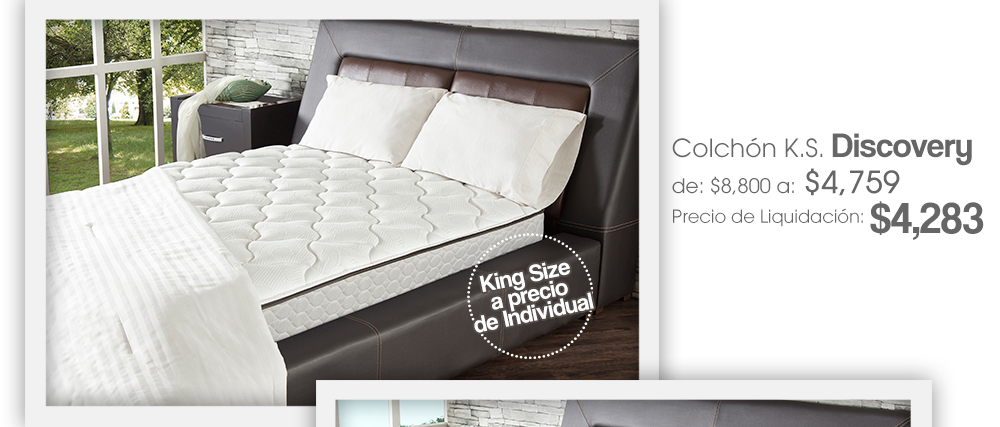 Colchón K.S. Discovery
de: $8,800 a: $4,759
Precio de Liquidación: $4,283
King Size
a precio
de Individual